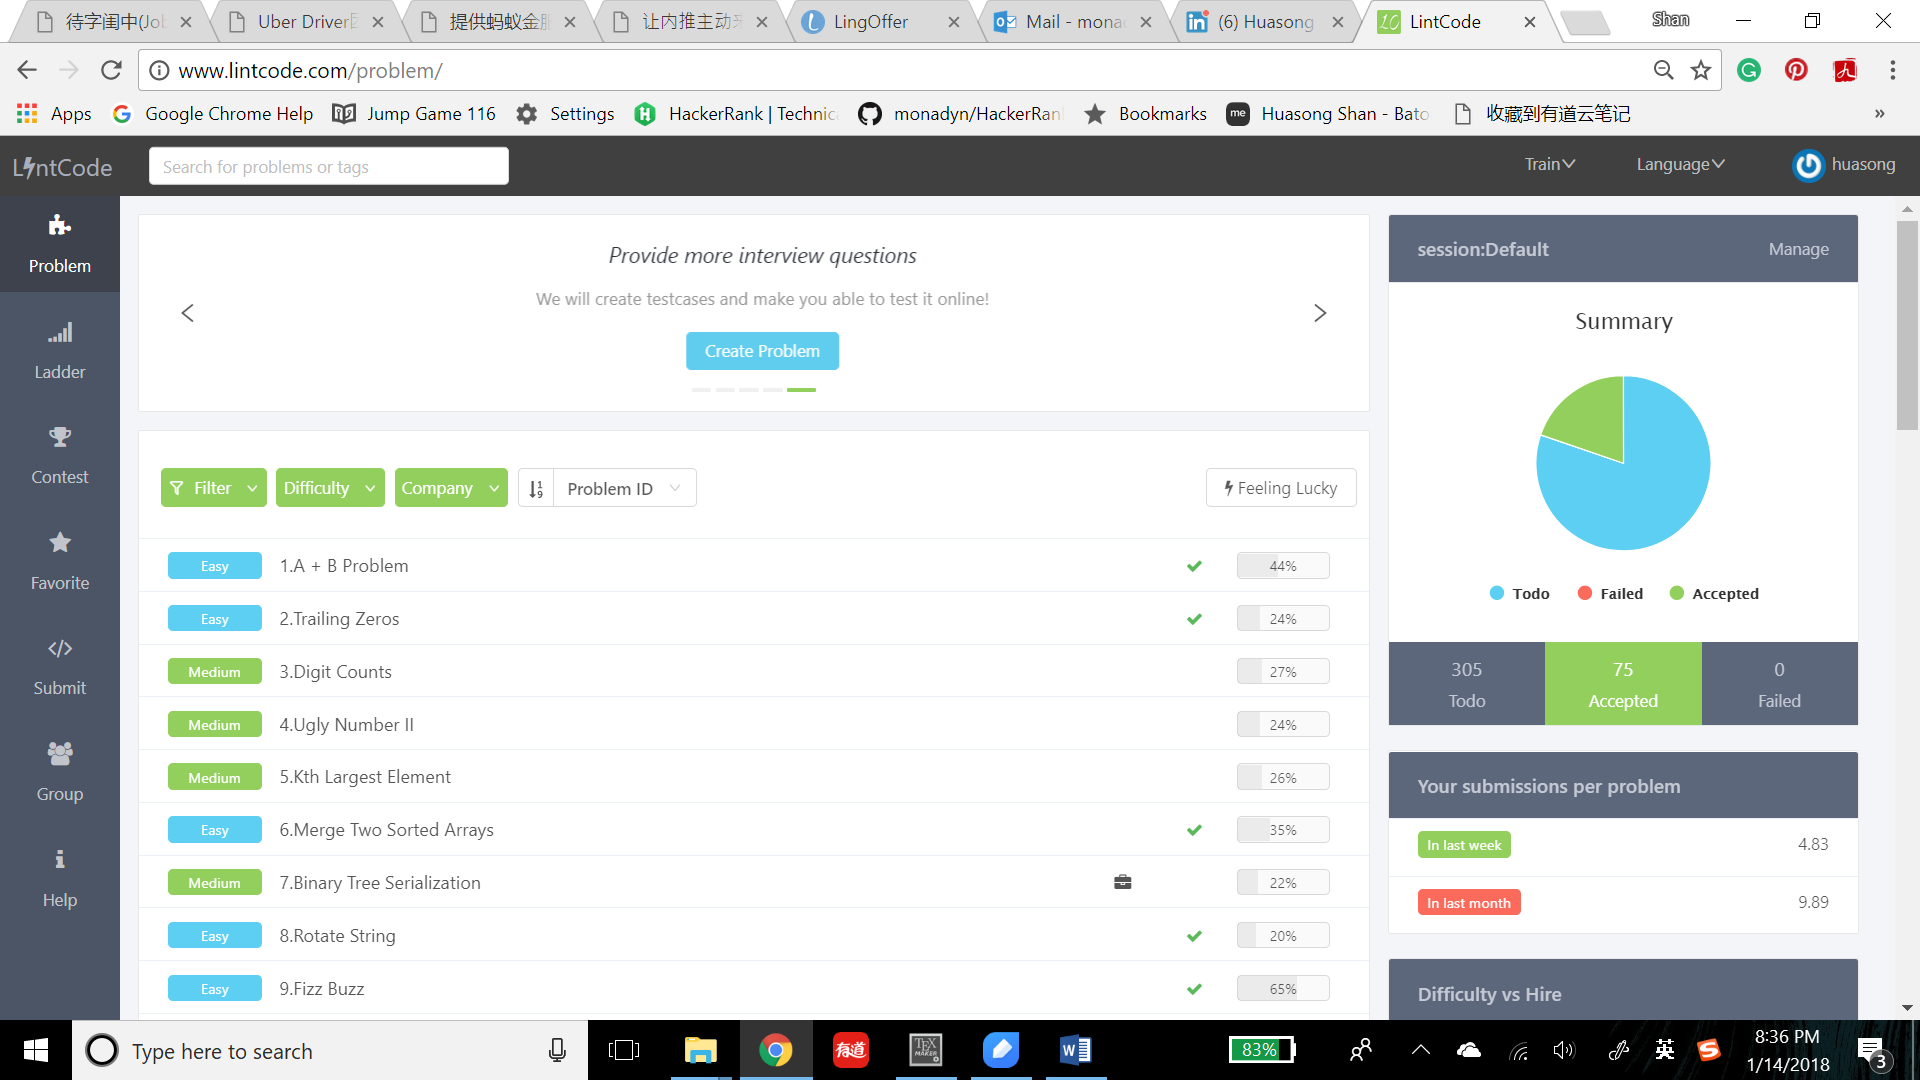 待字闺中(Job
Uber Driver
提供蚂蚁金服
让内推主动
LingOffer
Mail - mona
(6) Huasong
LintCode
Shan
www.lintcode.com/problem/
Apps
Google Chrome Help
Jump Game 116
Settings
HackerRank | Technic
monadyn/HackerRan
Bookmarks
me
Huasong Shan - Bato
收藏到有道云笔记
»
LintCode
Search for problems or tags
Train
Language
huasong
Problem
Ladder
Contest
Favorite
Submit
Group
Help
Provide more interview questions
We will create testcases and make you able to test it online!
Create Problem
Filter
Difficulty
Company
Problem ID
Feeling Lucky
Easy 1.A + B Problem 44%
Easy 2.Trailing Zeros 24%
Medium 3.Digit Counts 27%
Medium 4.Ugly Number II 24%
Medium 5.Kth Largest Element 26%
Easy 6.Merge Two Sorted Arrays 35%
Medium 7.Binary Tree Serialization 22%
Easy 8.Rotate String 20%
Easy 9.Fizz Buzz 65%
session:Default Manage
Summary
Todo Failed Accepted
305 75 0
Todo Accepted Failed
Your submissions per problem
In last week 4.83
In last month 9.89
Difficulty vs Hire
Type here to search
有道
TEX
MAKER
W
83%
英
S
8:36 PM
1/14/2018
3